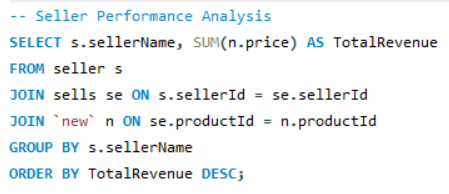 -- Seller Performance Analysis
SELECT s.sellerName, SUM(n.price) AS TotalRevenue
FROM seller s
JOIN sells se ON s.sellerId = se.sellerId
JOIN `new` n ON se.productId = n.productId
GROUP BY s.sellerName
ORDER BY TotalRevenue DESC;